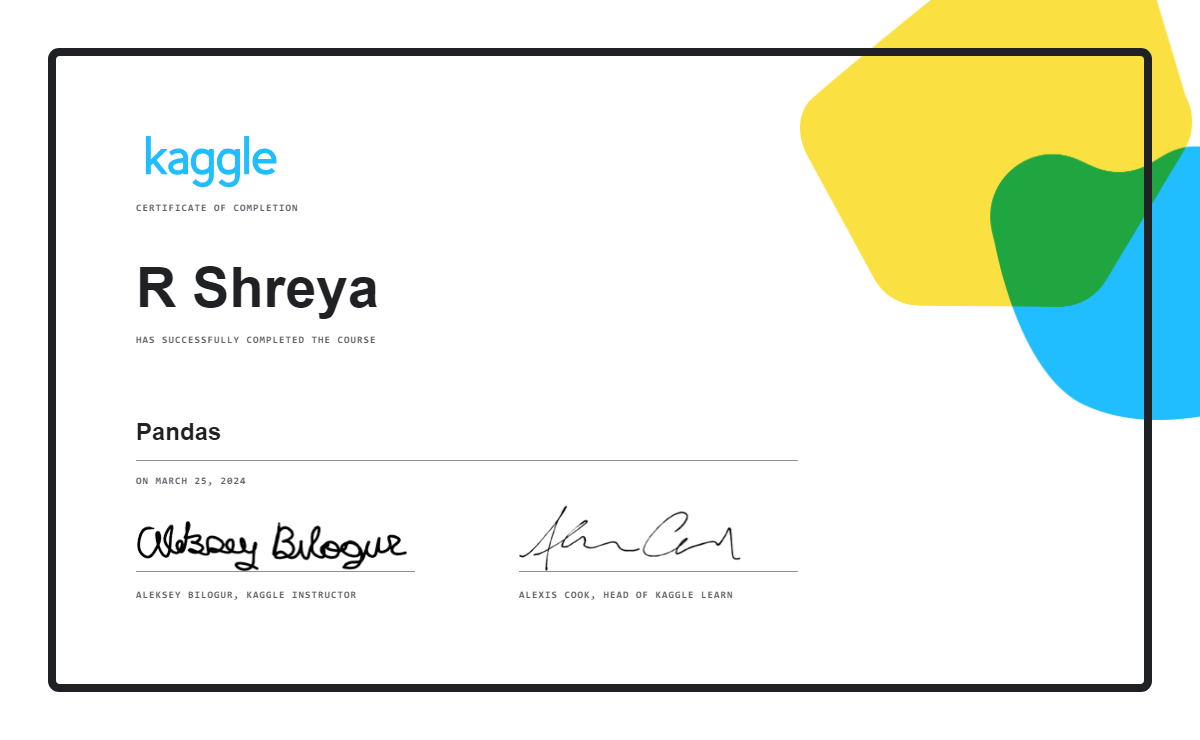 kaggle
CERTIFICATE OF COMPLETION
R Shreya
HAS SUCCESSFULLY COMPLETED THE COURSE
Pandas
ON MARCH 25, 2024
Aleksey Bilogur
ALEKSEY BILOGUR, KAGGLE INSTRUCTOR
ALEXIS COOK, HEAD OF KAGGLE LEARN